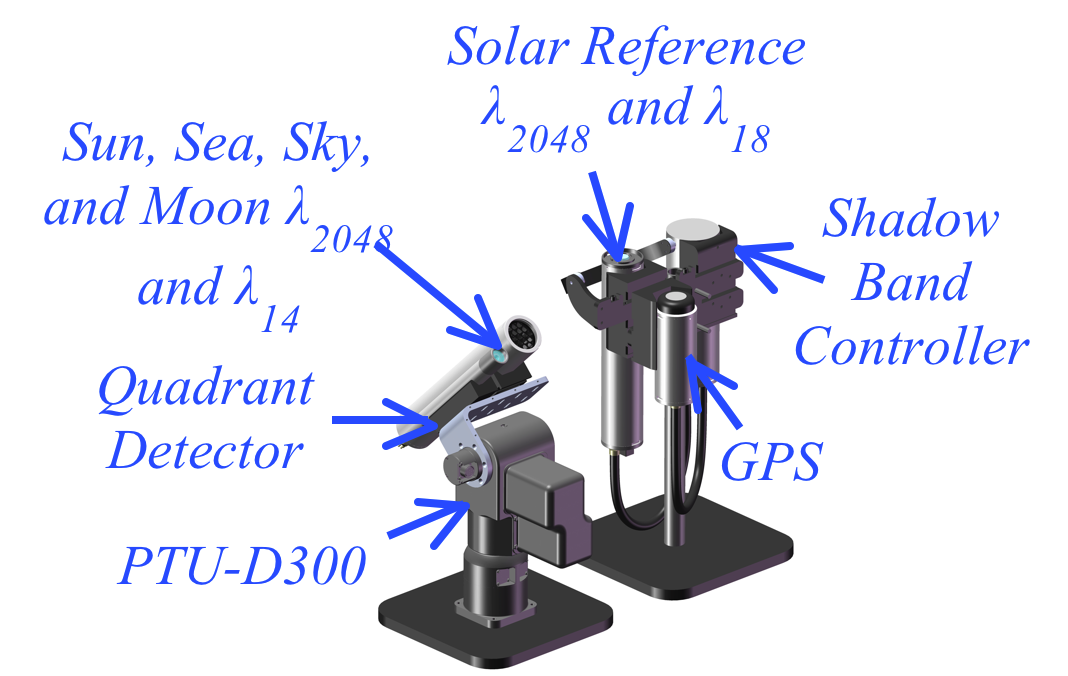 Solar Reference
λ2048 and λ18
Sun, Sea, Sky,
and Moon λ2048
and λ14
Shadow
Band
Controller
Quadrant
Detector
GPS
PTU-D300